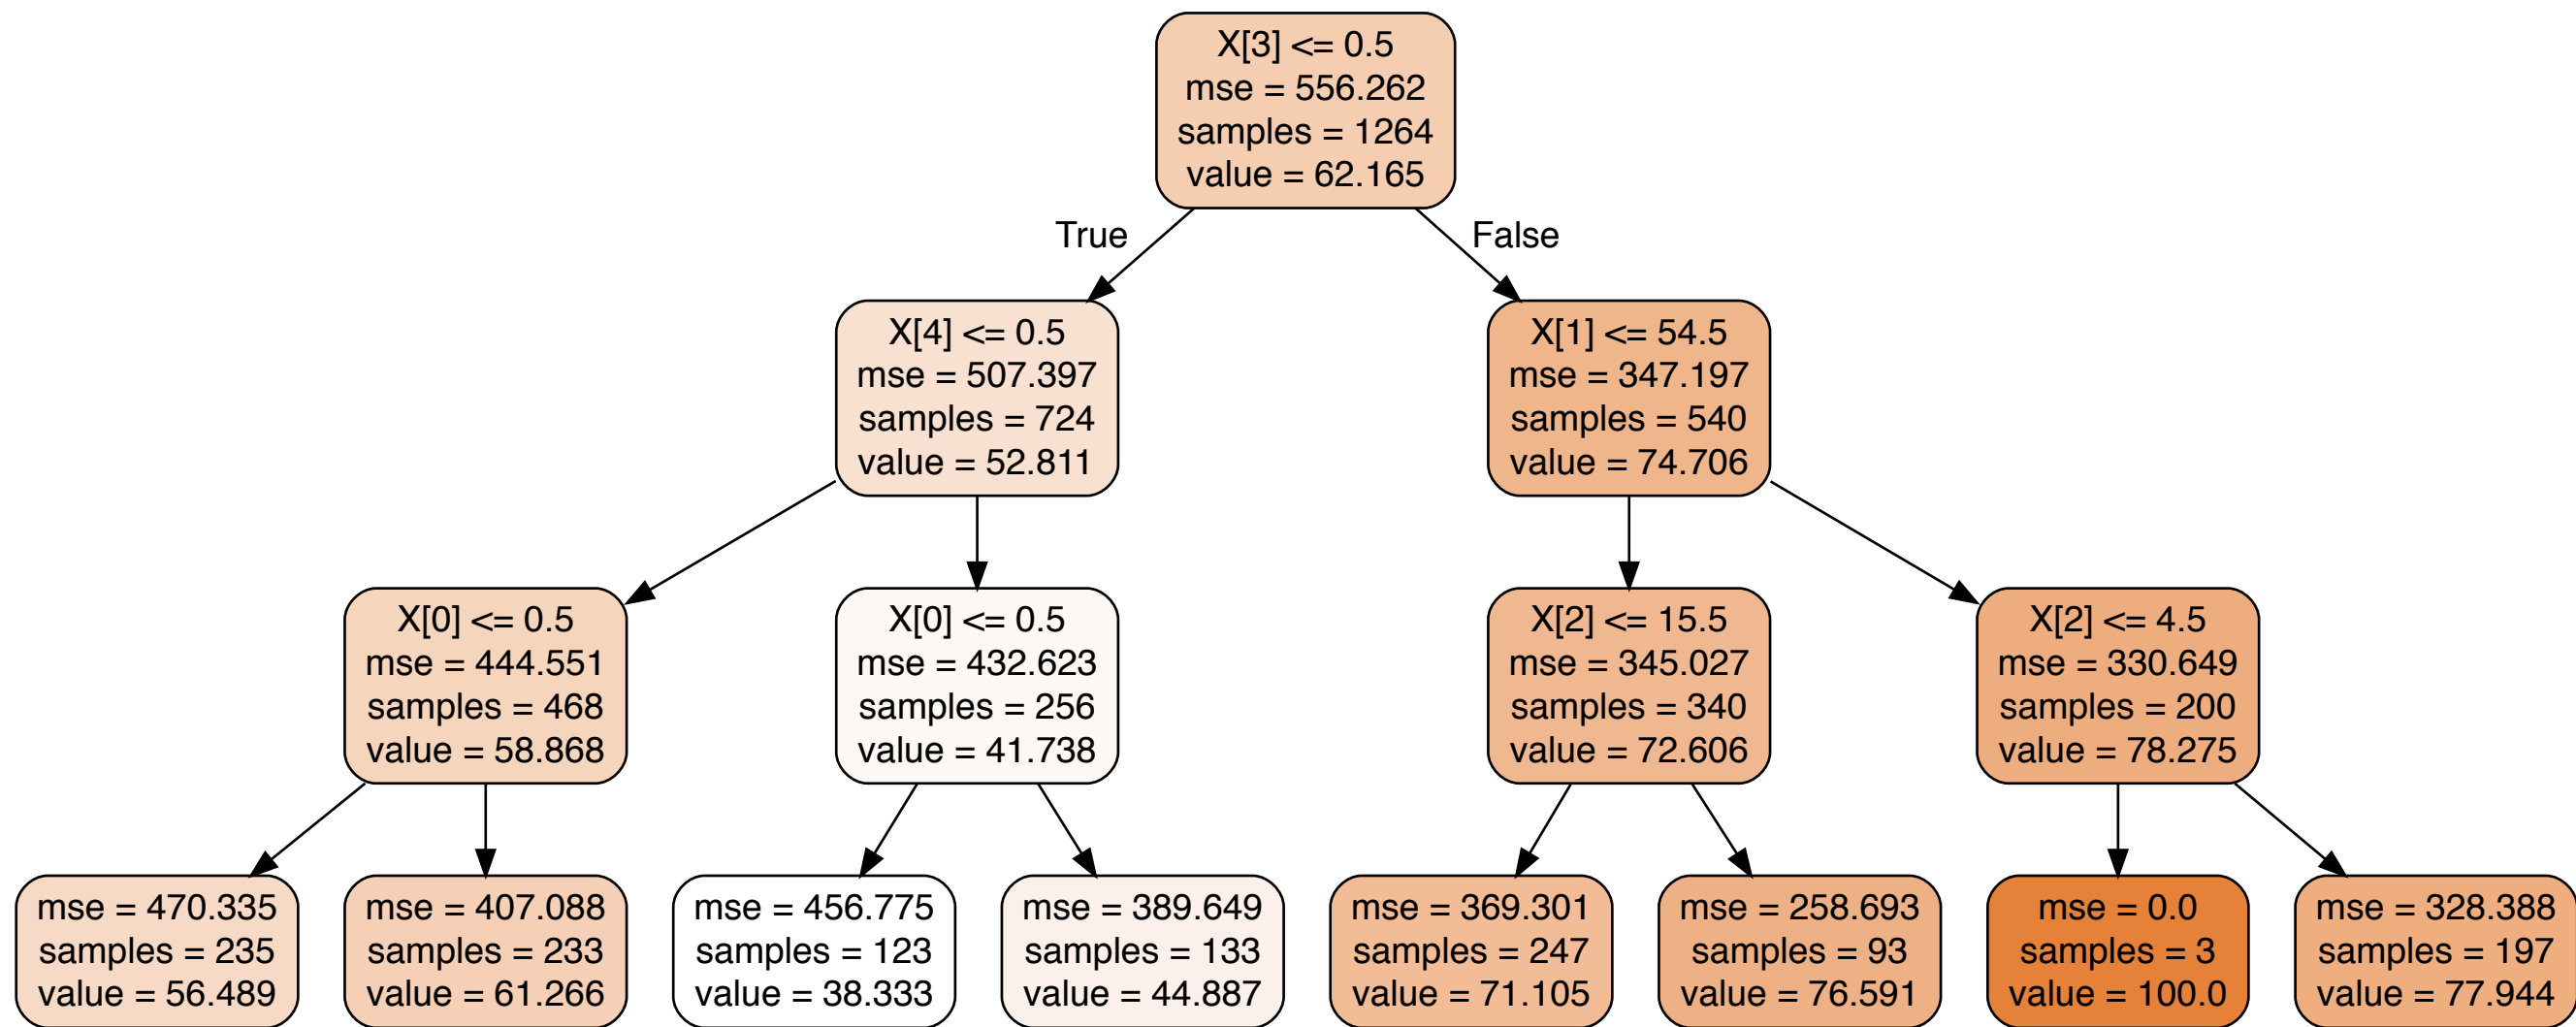 X[3] <= 0.5
mse = 556.262
samples = 1264
value = 62.165
True
False
X[4] <= 0.5
mse = 507.397
samples = 724
value = 52.811
X[1] <= 54.5
mse = 347.197
samples = 540
value = 74.706
X[0] <= 0.5
mse = 444.551
samples = 468
value = 58.868
X[0] <= 0.5
mse = 432.623
samples = 256
value = 41.738
X[2] <= 15.5
mse = 345.027
samples = 340
value = 72.606
X[2] <= 4.5
mse = 330.649
samples = 200
value = 78.275
mse = 470.335
samples = 235
value = 56.489
mse = 407.088
samples = 233
value = 61.266
mse = 456.775
samples = 123
value = 38.333
mse = 389.649
samples = 133
value = 44.887
mse = 369.301
samples = 247
value = 71.105
mse = 258.693
samples = 93
value = 76.591
mse = 0.0
samples = 3
value = 100.0
mse = 328.388
samples = 197
value = 77.944